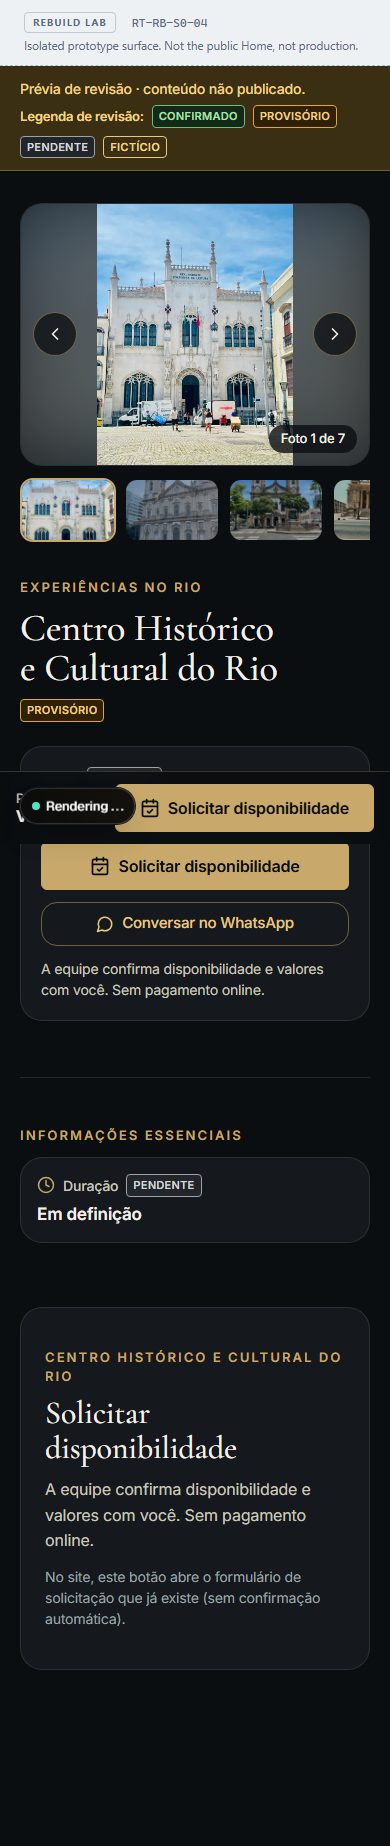 REBUILD LAB RT-RB-S0-04
Isolated prototype surface. Not the public Home, not production.
Prévia de revisão · conteúdo não publicado.
Legenda de revisão: CONFIRMADO PROVISÓRIO
PENDENTE FICTÍCIO
Foto 1 de 7
EXPERIÊNCIAS NO RIO
Centro Histórico
e Cultural do Rio
PROVISÓRIO
Rendering ...
Solicitar disponibilidade
Solicitar disponibilidade
Conversar no WhatsApp
A equipe confirma disponibilidade e valores
com você. Sem pagamento online.
INFORMAÇÕES ESSENCIAIS
Duração PENDENTE
Em definição
CENTRO HISTÓRICO E CULTURAL DO
RIO
Solicitar
disponibilidade
A equipe confirma disponibilidade e
valores com você. Sem pagamento
online.
No site, este botão abre o formulário de
solicitação que já existe (sem confirmação
automática).